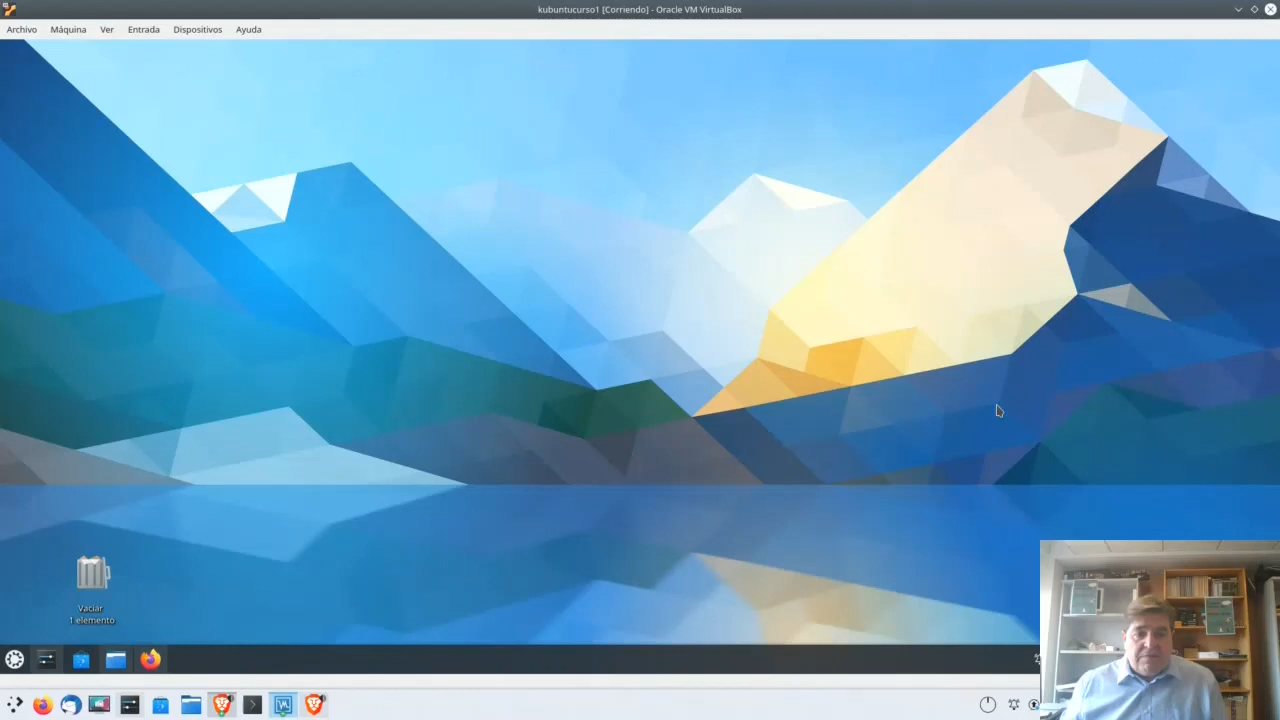 kubuntucurso1 [Corriendo] - Oracle VM VirtualBox
Archivo Máquina Ver Entrada Dispositivos Ayuda
Vaciar
1 elemento